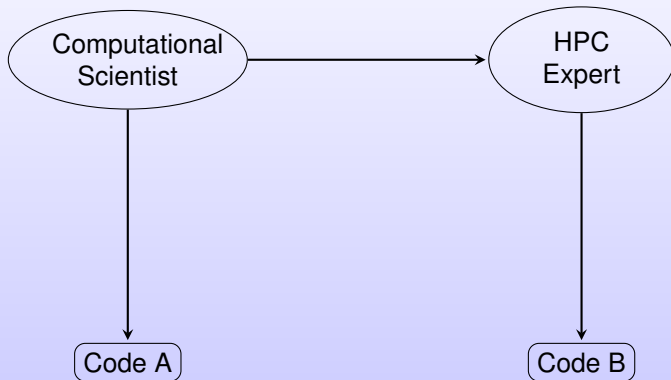 Computational
Scientist
HPC
Expert
Code A
Code B